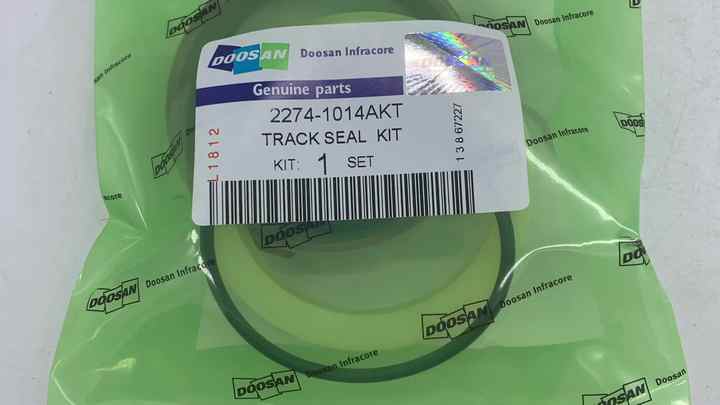 DOOSAN Doosan Infracore
Genuine parts
2274-1014AKT
TRACK SEAL KIT
KIT: 1 SET
L1812
13867227
DOOSAN Doosan Infracore
DOOSAN Doosan Infracore
DOOSAN Doosan Infracore
DOOSAN Doosan Infracore
DOOSAN Doosan
Doosan Infracore
DOOSAN